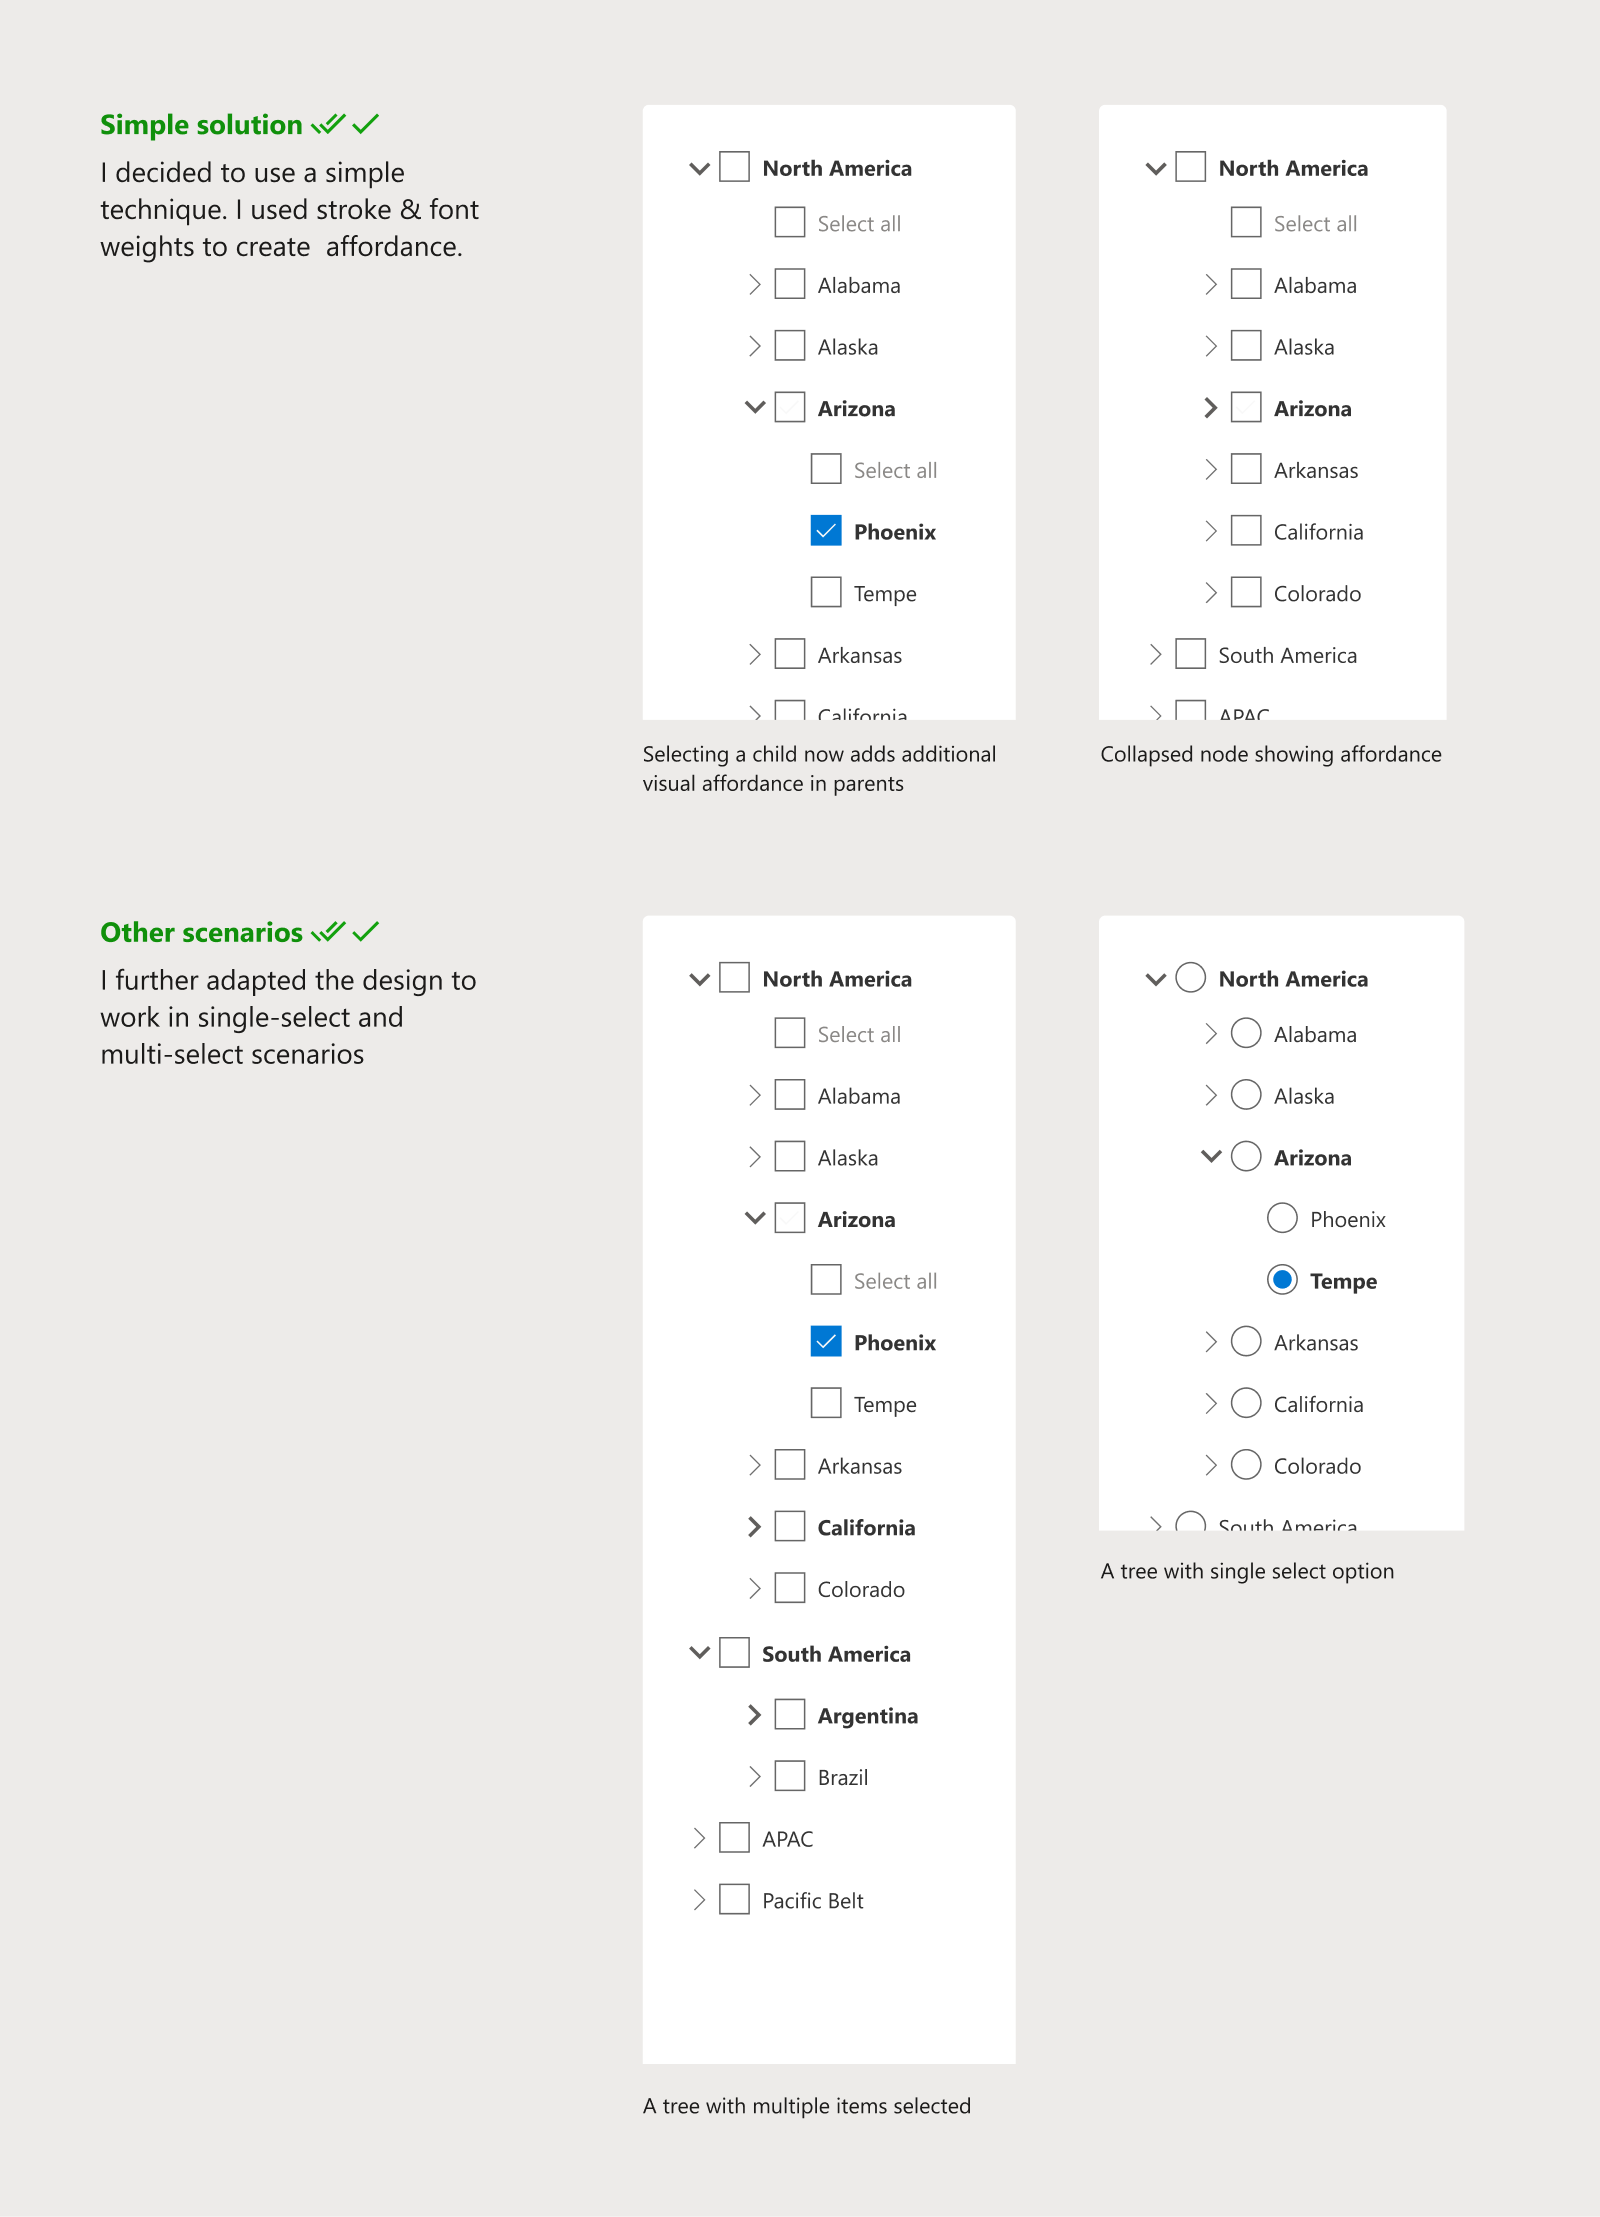 Simple solution
I decided to use a simple
technique. I used stroke & font
weights to create  affordance.
North America
Select all
Alabama
Alaska
Arizona
Select all
Phoenix
Tempe
Arkansas
California
Selecting a child now adds additional
visual affordance in parents
North America
Select all
Alabama
Alaska
Arizona
Arkansas
California
Colorado
South America
APAC
Collapsed node showing affordance
Other scenarios
I further adapted the design to
work in single-select and
multi-select scenarios
North America
Select all
Alabama
Alaska
Arizona
Select all
Phoenix
Tempe
Arkansas
California
Colorado
South America
Argentina
Brazil
APAC
Pacific Belt
A tree with multiple items selected
North America
Alabama
Alaska
Arizona
Phoenix
Tempe
Arkansas
California
Colorado
South America
A tree with single select option